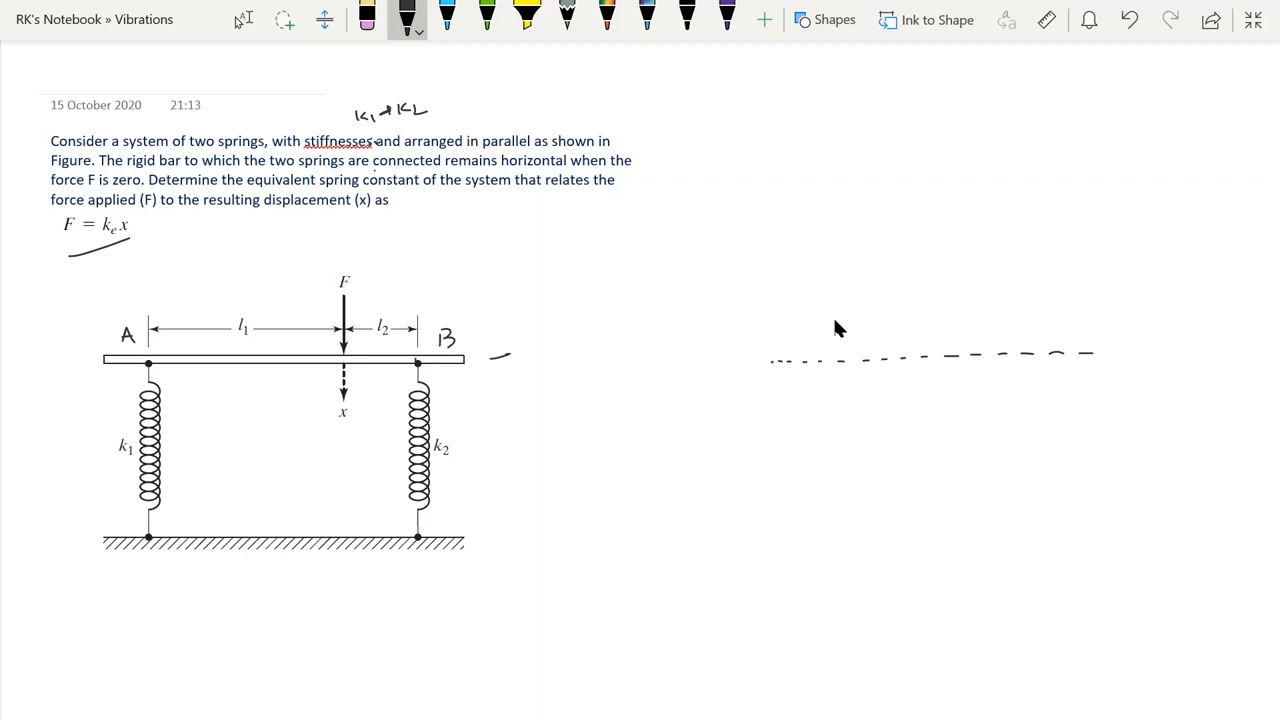 RK's Notebook » Vibrations
Shapes
Ink to Shape
15 October 2020 21:13
K1 & K2
Consider a system of two springs, with stiffnesses and arranged in parallel as shown in
Figure. The rigid bar to which the two springs are connected remains horizontal when the
force F is zero. Determine the equivalent spring constant of the system that relates the
force applied (F) to the resulting displacement (x) as
F = kₑx
F
A
l₁
l₂
B
x
k₁
k₂